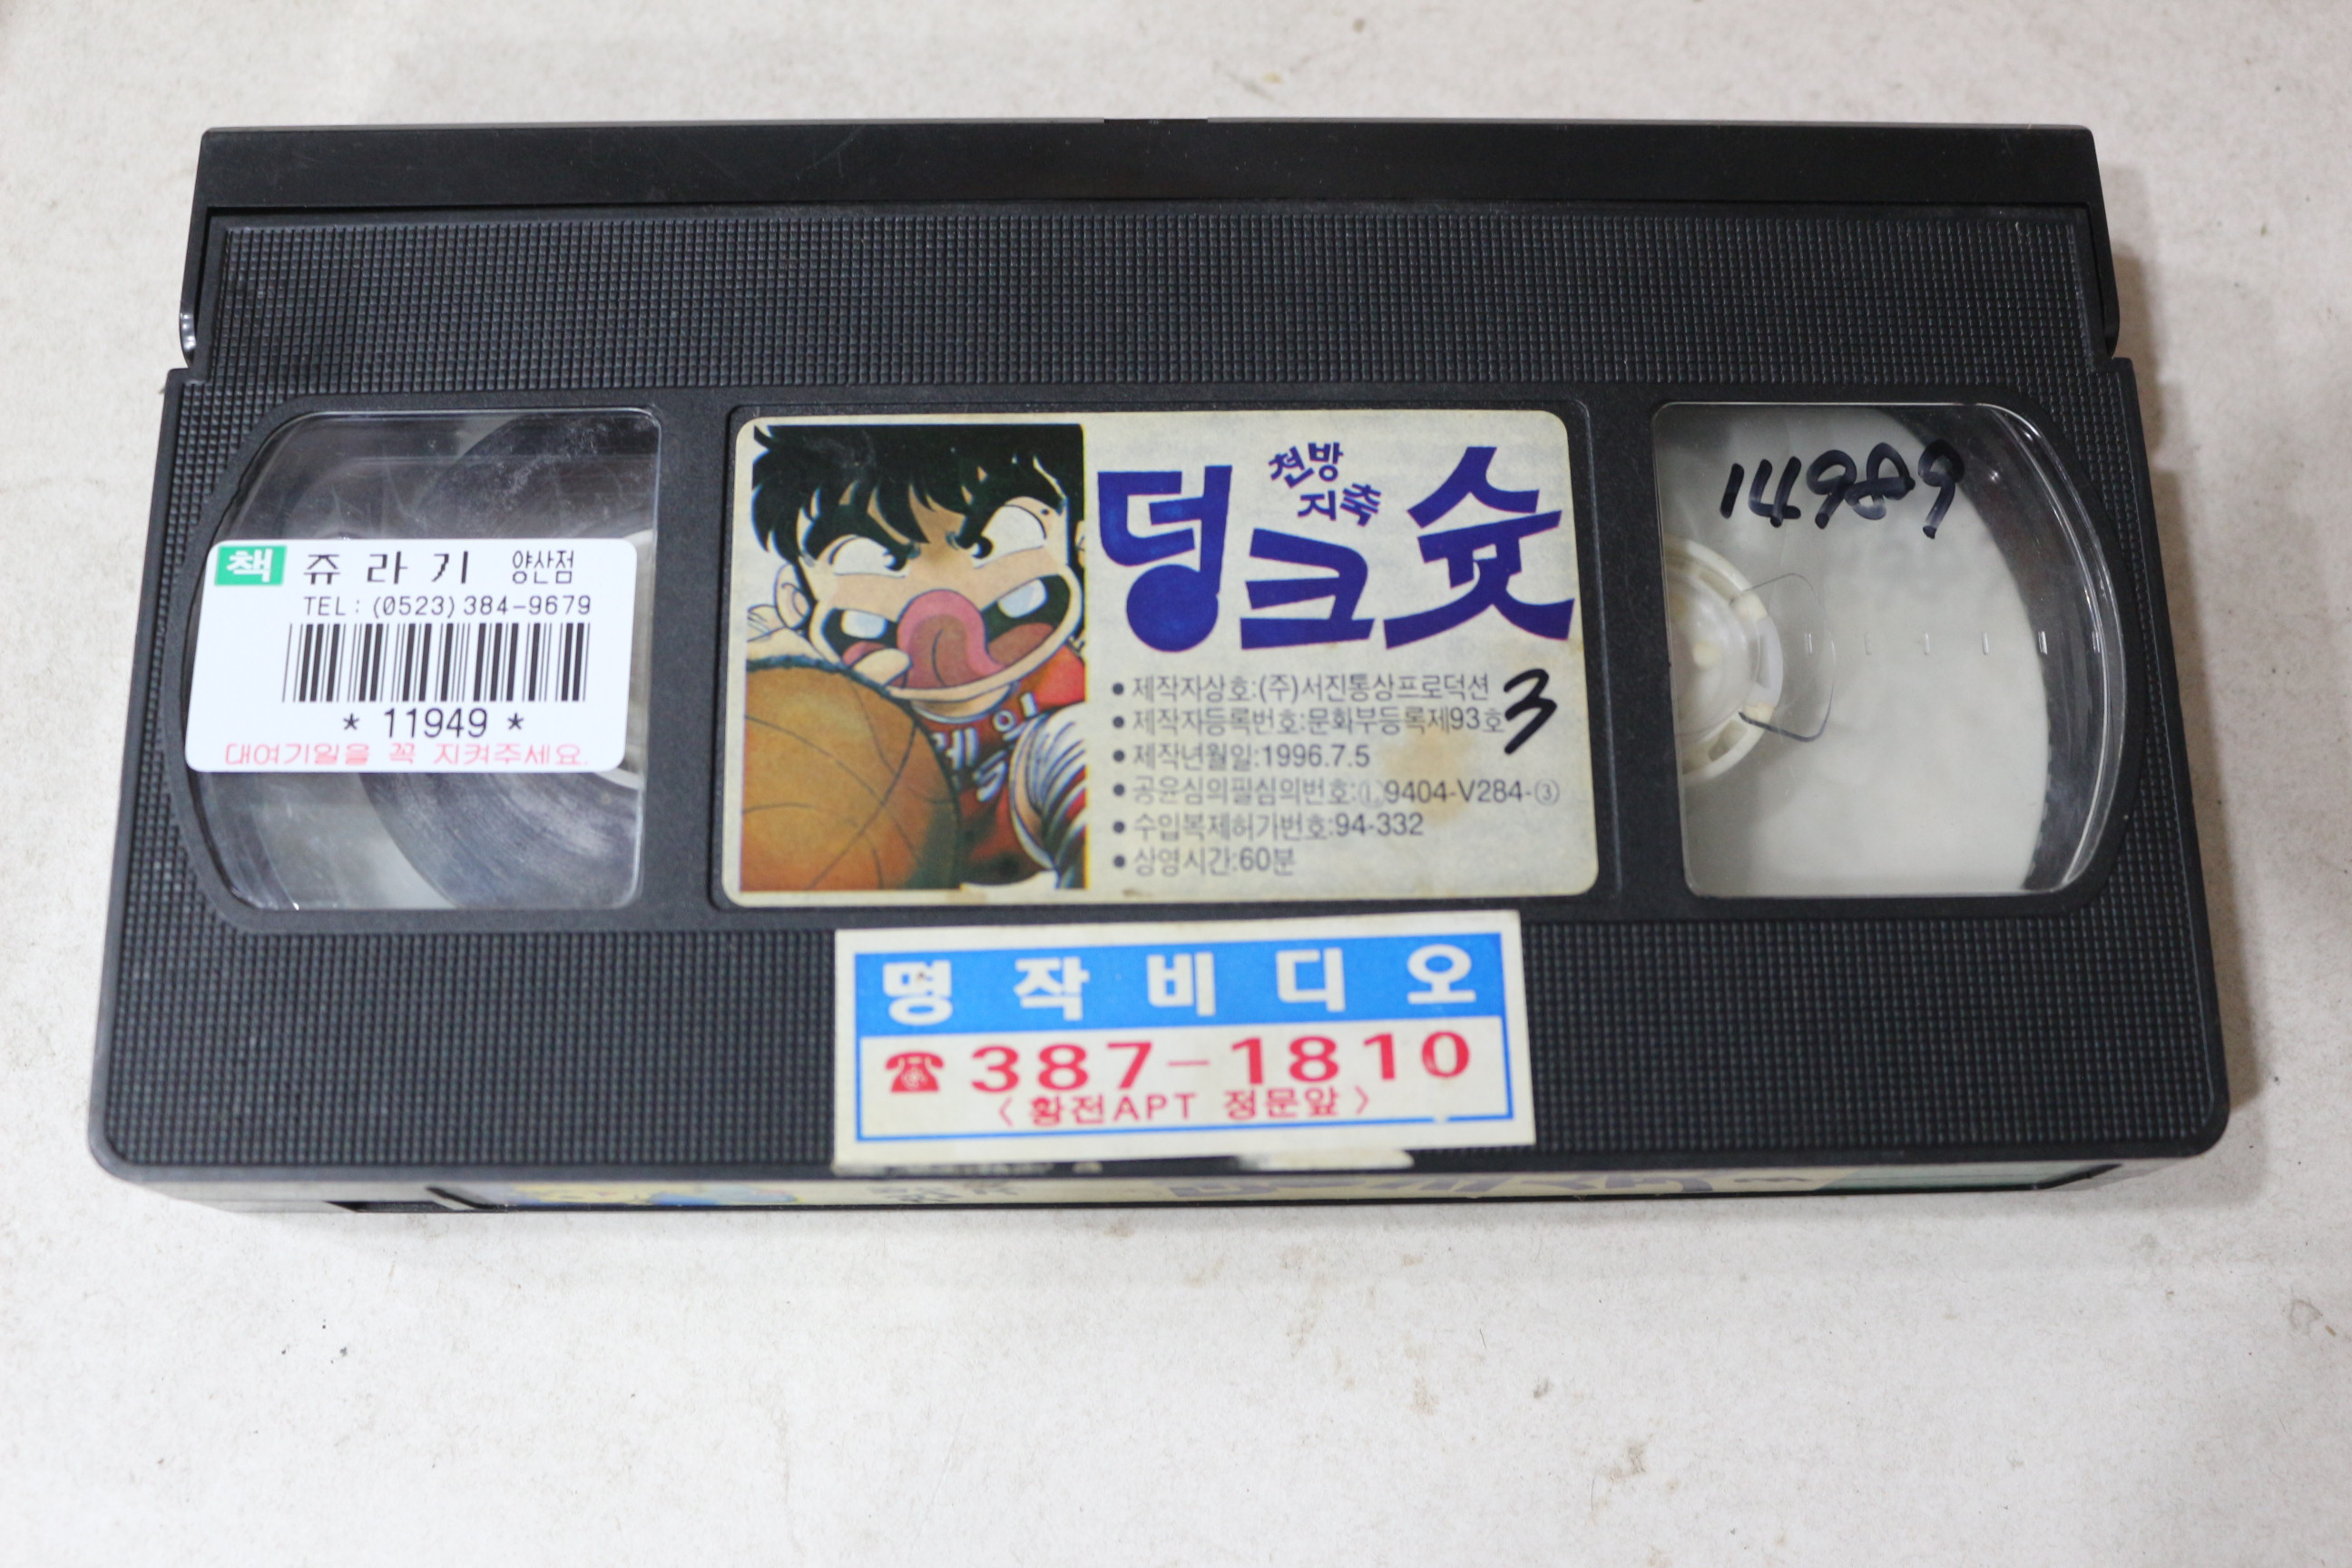 책 쥬라기 양산점
TEL: (0523) 384-9679
* 11949 *
대여기일을 꼭 지켜주세요.
천방
지축
덩크슛
레인
● 제작자상호:(주)서진통상프로덕션
● 제작자등록번호:문화부등록제93호
● 제작년월일:1996.7.5
● 공윤심의필심의번호:① 9404-V284-③
● 수입복제허가번호:94-332
● 상영시간:60분
3
14989
명작비디오
☎ 387-1810
〈 황전APT 정문앞 〉